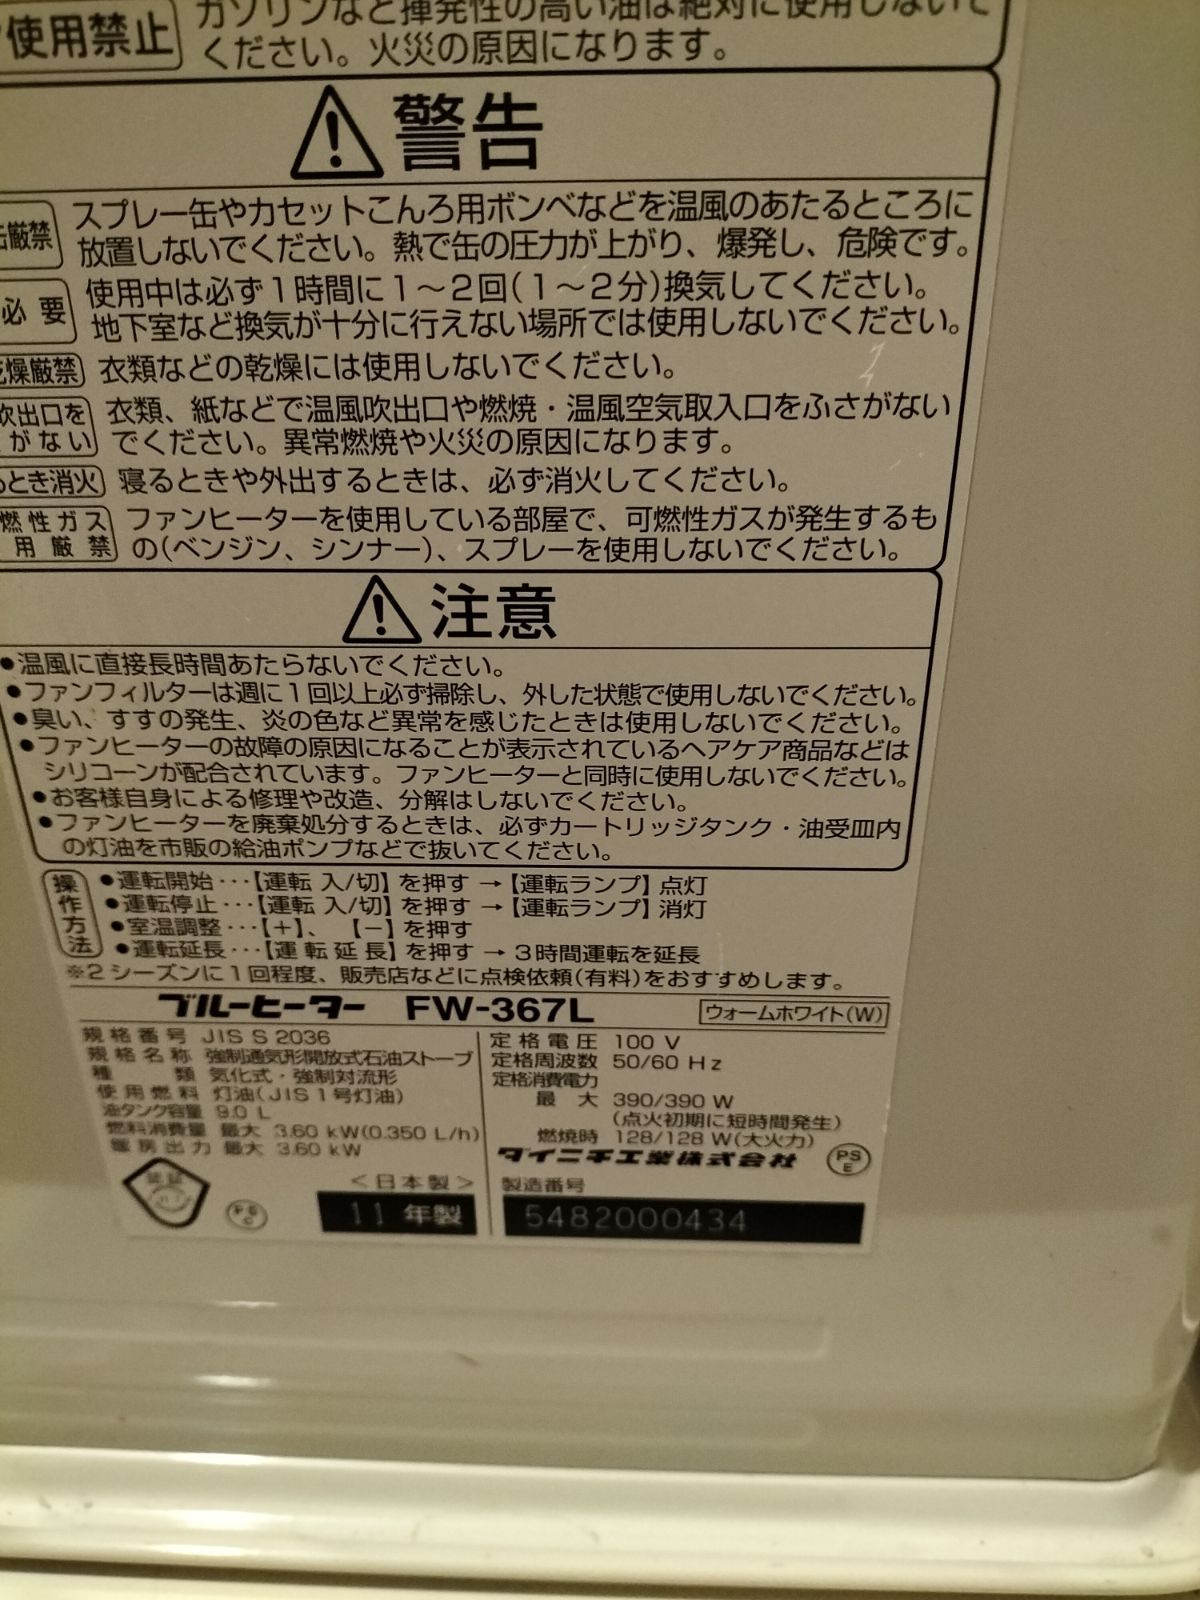 ガソリンなど揮発性の高い油は絶対に使用しないで
使用禁止
ください。火災の原因になります。
警告
缶厳禁
スプレー缶やカセットこんろ用ボンベなどを温風のあたるところに
放置しないでください。熱で缶の圧力が上がり、爆発し、危険です。
必要
使用中は必ず1時間に1～2回(1～2分)換気してください。
地下室など換気が十分に行えない場所では使用しないでください。
乾燥厳禁 衣類などの乾燥には使用しないでください。
吹出口を
がない
衣類、紙などで温風吹出口や燃焼・温風空気取入口をふさがない
でください。異常燃焼や火災の原因になります。
るとき消火 寝るときや外出するときは、必ず消火してください。
燃性ガス
用厳禁
ファンヒーターを使用している部屋で、可燃性ガスが発生するも
の(ベンジン、シンナー)、スプレーを使用しないでください。
注意
●温風に直接長時間あたらないでください。
●ファンフィルターは週に1回以上必ず掃除し、外した状態で使用しないでください。
●臭い、すすの発生、炎の色など異常を感じたときは使用しないでください。
●ファンヒーターの故障の原因になることが表示されているヘアケア商品などは
シリコーンが配合されています。ファンヒーターと同時に使用しないでください。
●お客様自身による修理や改造、分解はしないでください。
●ファンヒーターを廃棄処分するときは、必ずカートリッジタンク・油受皿内
の灯油を市販の給油ポンプなどで抜いてください。
操作方法
●運転開始・・・【運転 入/切】を押す → 【運転ランプ】点灯
●運転停止・・・【運転 入/切】を押す → 【運転ランプ】消灯
●室温調整・・・【＋】、【－】を押す
●運転延長・・・【運転延長】を押す → 3時間運転を延長
※2シーズンに1回程度、販売店などに点検依頼(有料)をおすすめします。
ブルーヒーター FW-367L ウォームホワイト(W)
規格番号 JIS S 2036
規格名称 強制通気形開放式石油ストーブ
種類 気化式・強制対流形
使用燃料 灯油(JIS1号灯油)
油タンク容量 9.0 L
燃料消費量 最大 3.60 kW(0.350 L/h)
暖房出力 最大 3.60 kW
＜日本製＞
11 年製
定格電圧 100 V
定格周波数 50/60 Hz
定格消費電力
最大 390/390 W
(点火初期に短時間発生)
燃焼時 128/128 W(大火力)
ダイニチ工業株式会社
PS
E
製造番号
5482000434